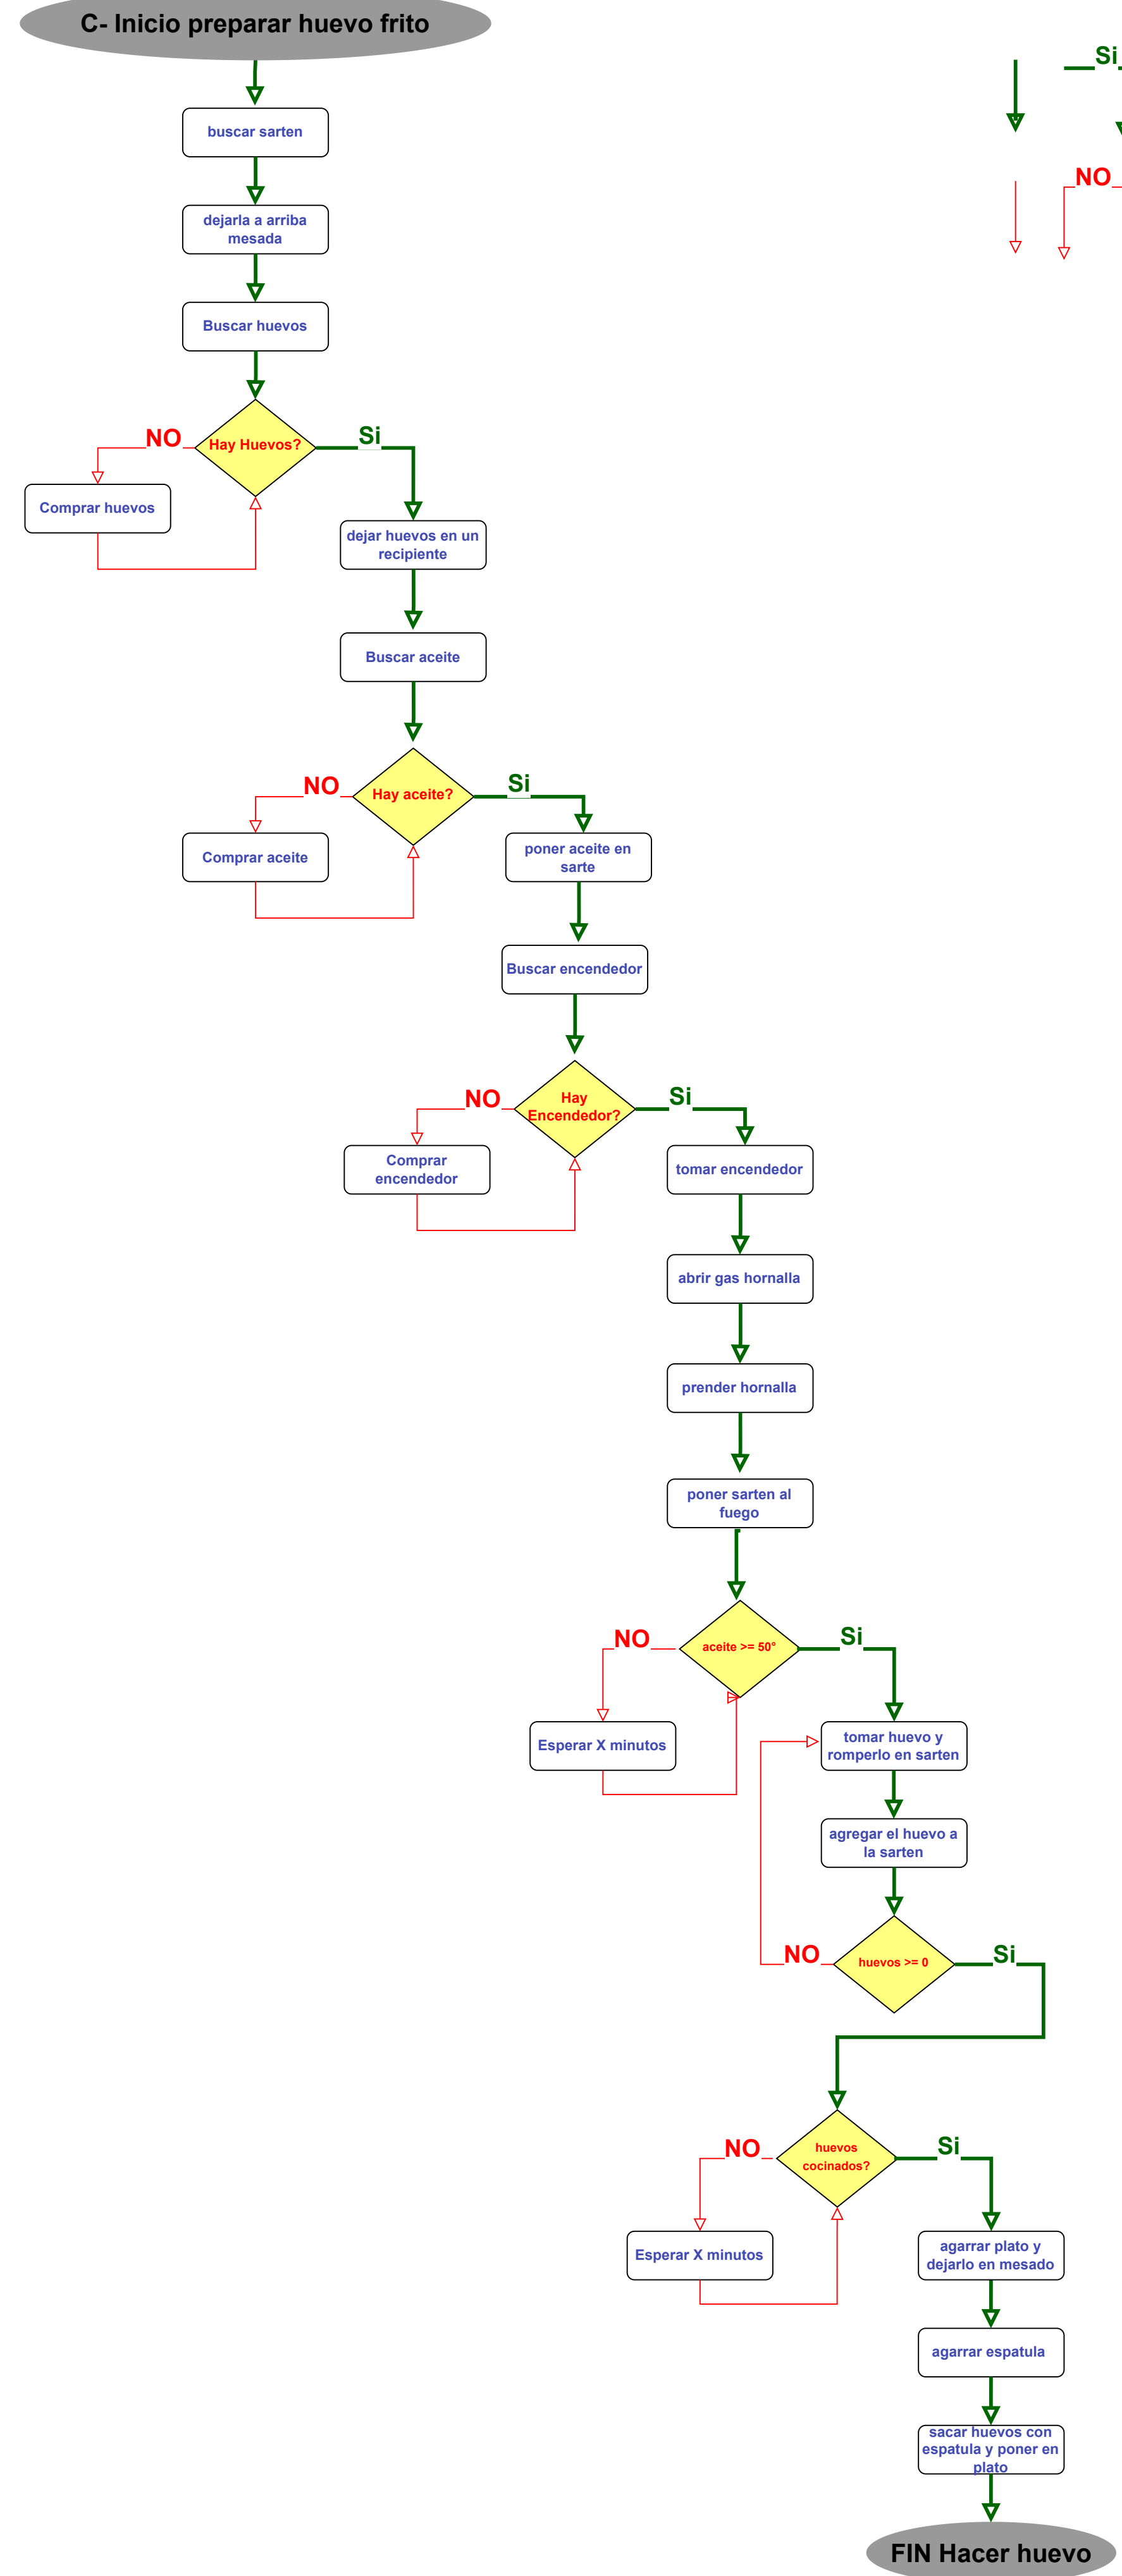 C- Inicio preparar huevo frito
Si
NO
buscar sarten
dejarla a arriba
mesada
Buscar huevos
Hay Huevos?
NO
Si
Comprar huevos
dejar huevos en un
recipiente
Buscar aceite
Hay aceite?
NO
Si
Comprar aceite
poner aceite en
sarte
Buscar encendedor
Hay
Encendedor?
NO
Si
Comprar
encendedor
tomar encendedor
abrir gas hornalla
prender hornalla
poner sarten al
fuego
aceite >= 50°
NO
Si
Esperar X minutos
tomar huevo y
romperlo en sarten
agregar el huevo a
la sarten
huevos >= 0
NO
Si
huevos
cocinados?
NO
Si
Esperar X minutos
agarrar plato y
dejarlo en mesado
agarrar espatula
sacar huevos con
espatula y poner en
plato
FIN Hacer huevo